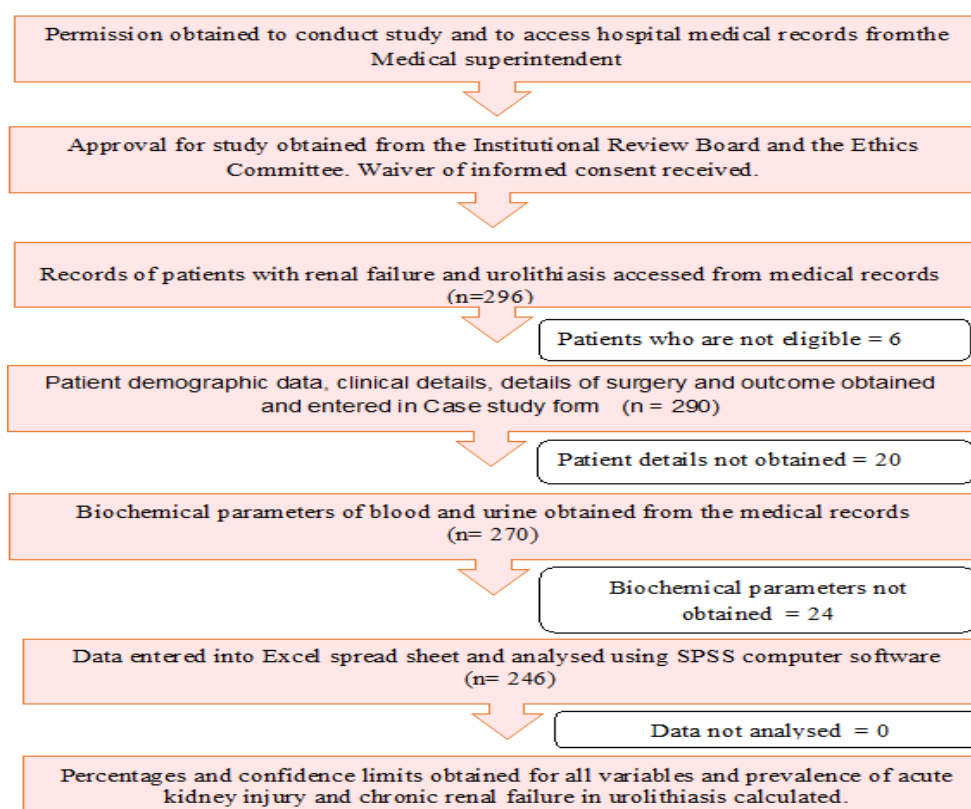 Permission obtained to conduct study and to access hospital medical records fromthe
Medical superintendent
Approval for study obtained from the Institutional Review Board and the Ethics
Committee. Waiver of informed consent received.
Records of patients with renal failure and urolithiasis accessed from medical records
(n=296)
Patients who are not eligible = 6
Patient demographic data, clinical details, details of surgery and outcome obtained
and entered in Case study form (n = 290)
Patient details not obtained = 20
Biochemical parameters of blood and urine obtained from the medical records
(n= 270)
Biochemical parameters not
obtained = 24
Data entered into Excel spread sheet and analysed using SPSS computer software
(n= 246)
Data not analysed = 0
Percentages and confidence limits obtained for all variables and prevalence of acute
kidney injury and chronic renal failure in urolithiasis calculated.